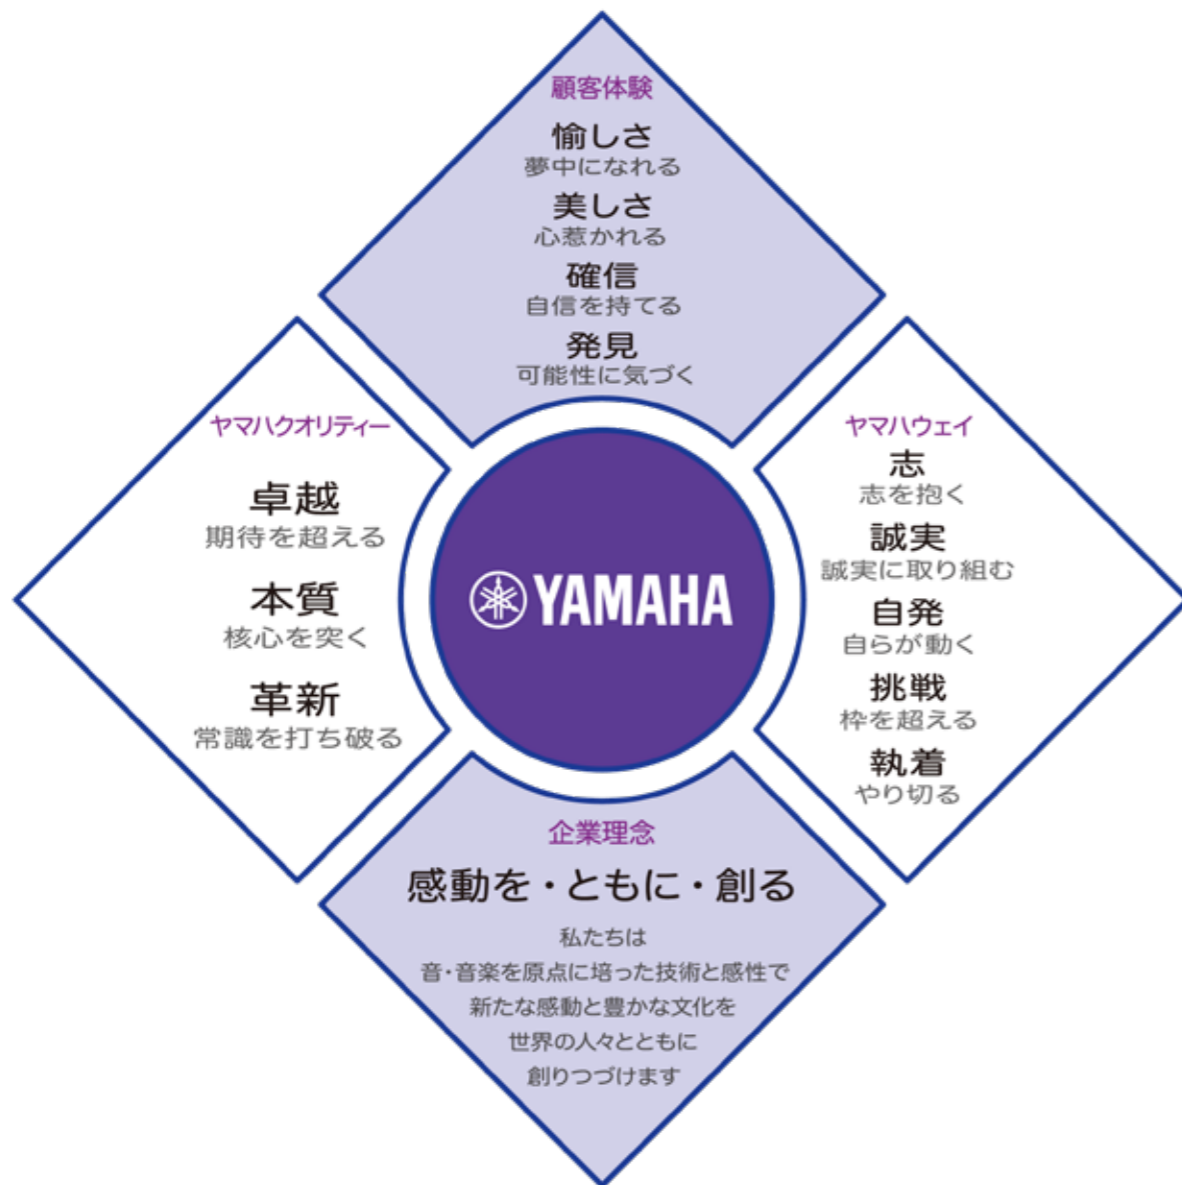 顧客体験
愉しさ
夢中になれる
美しさ
心惹かれる
確信
自信を持てる
発見
可能性に気づく
ヤマハクオリティー
卓越
期待を超える
本質
核心を突く
革新
常識を打ち破る
YAMAHA
ヤマハウェイ
志
志を抱く
誠実
誠実に取り組む
自発
自らが動く
挑戦
枠を超える
執着
やり切る
企業理念
感動を・ともに・創る
私たちは
音・音楽を原点に培った技術と感性で
新たな感動と豊かな文化を
世界の人々とともに
創りつづけます